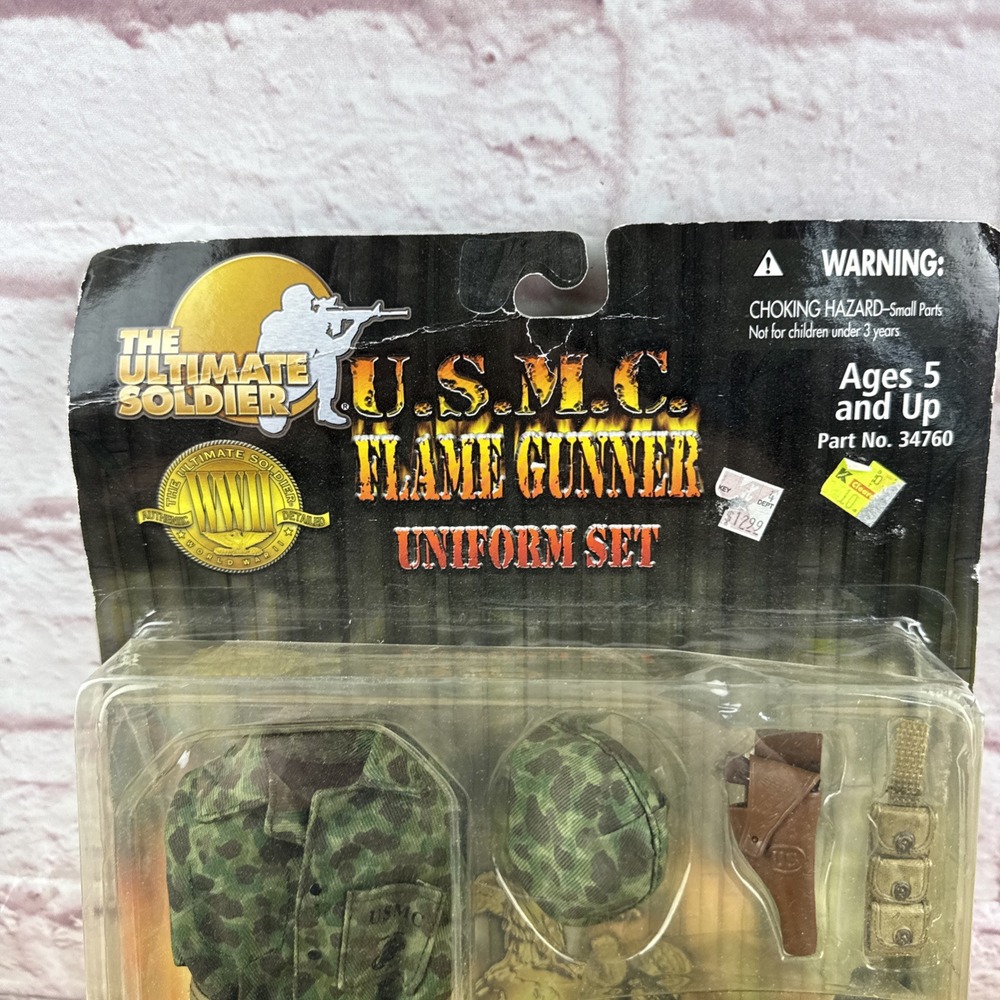 THE
ULTIMATE
SOLDIER
®
U.S.M.C.
FLAME GUNNER
UNIFORM SET
THE ULTIMATE SOLDIER
WWII
AUTHENTIC DETAILED
WORLD WAR II
WARNING:
CHOKING HAZARD–Small Parts
Not for children under 3 years
Ages 5
and Up
Part No. 34760
KEY
4
DEPT
$12.99
K
USMC
US